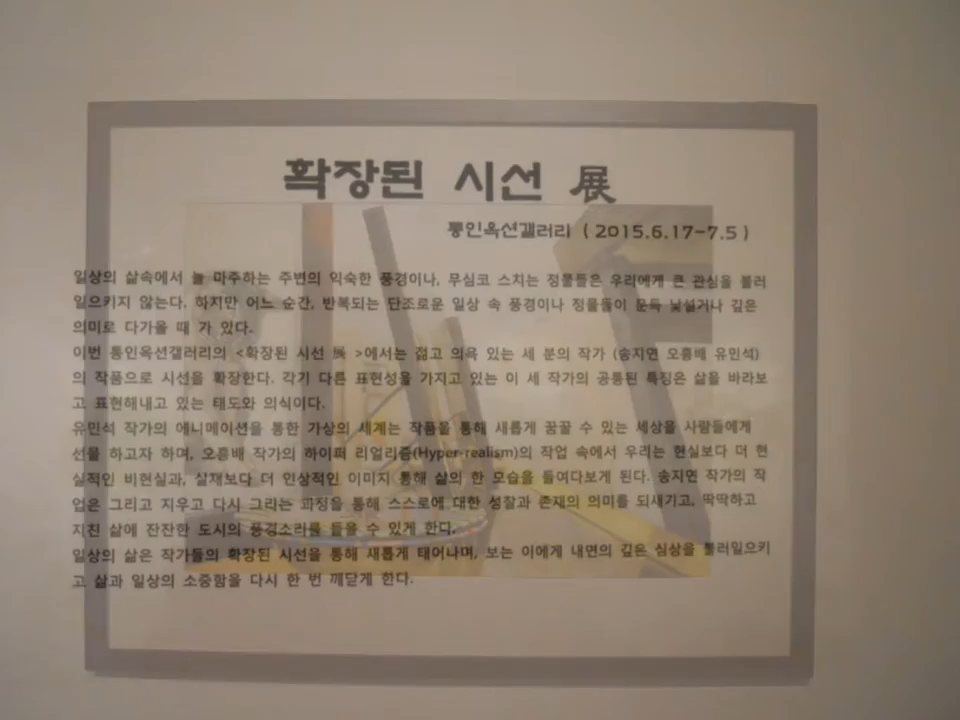 확장된 시선 展
통인옥션갤러리 ( 2015.6.17-7.5 )
일상의 삶속에서 늘 마주하는 주변의 익숙한 풍경이나, 무심코 스치는 정물들은 우리에게 큰 관심을 불러
일으키지 않는다. 하지만 어느 순간, 반복되는 단조로운 일상 속 풍경이나 정물들이 문득 낯설거나 깊은
의미로 다가올 때 가 있다.
이번 통인옥션갤러리의 <확장된 시선 展 >에서는 젊고 의욕 있는 세 분의 작가 (송지연 오흥배 유민석)
의 작품으로 시선을 확장한다. 각기 다른 표현성을 가지고 있는 이 세 작가의 공통된 특징은 삶을 바라보
고 표현해내고 있는 태도와 의식이다.
유민석 작가의 에니메이션을 통한 가상의 세계는 작품을 통해 새롭게 꿈꿀 수 있는 세상을 사람들에게
선물 하고자 하며, 오흥배 작가의 하이퍼 리얼리즘(Hyper-realism)의 작업 속에서 우리는 현실보다 더 현
실적인 비현실과, 실재보다 더 인상적인 이미지 통해 삶의 한 모습을 들여다보게 된다. 송지연 작가의 작
업은 그리고 지우고 다시 그리는 과정을 통해 스스로에 대한 성찰과 존재의 의미를 되새기고, 딱딱하고
지친 삶에 잔잔한 도시의 풍경소리를 들을 수 있게 한다.
일상의 삶은 작가들의 확장된 시선을 통해 새롭게 태어나며, 보는 이에게 내면의 깊은 심상을 불러일으키
고 삶과 일상의 소중함을 다시 한 번 깨닫게 한다.